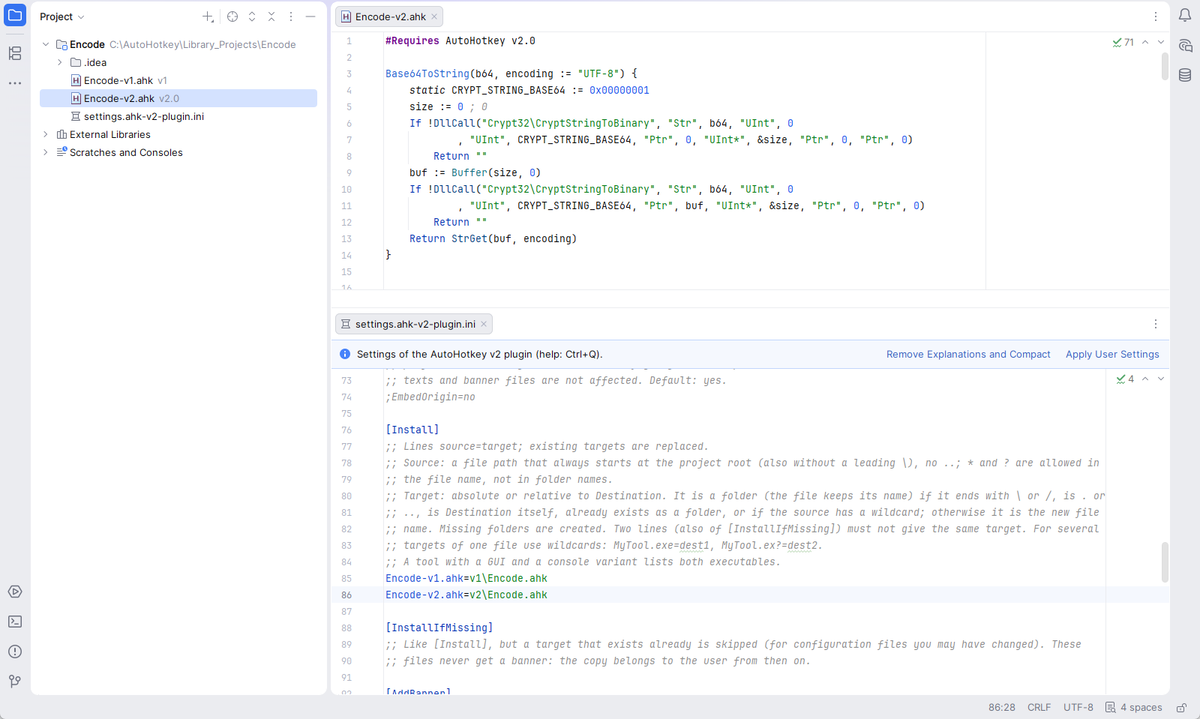 Project
Encode C:\AutoHotkey\Library_Projects\Encode
.idea
Encode-v1.ahk v1
Encode-v2.ahk v2.0
settings.ahk-v2-plugin.ini
External Libraries
Scratches and Consoles
Encode-v2.ahk
71
1 #Requires AutoHotkey v2.0
2
3 Base64ToString(b64, encoding := "UTF-8") {
4 static CRYPT_STRING_BASE64 := 0x00000001
5 size := 0 ; 0
6 If !DllCall("Crypt32\CryptStringToBinary", "Str", b64, "UInt", 0
7 , "UInt", CRYPT_STRING_BASE64, "Ptr", 0, "UInt*", &size, "Ptr", 0, "Ptr", 0)
8 Return ""
9 buf := Buffer(size, 0)
10 If !DllCall("Crypt32\CryptStringToBinary", "Str", b64, "UInt", 0
11 , "UInt", CRYPT_STRING_BASE64, "Ptr", buf, "UInt*", &size, "Ptr", 0, "Ptr", 0)
12 Return ""
13 Return StrGet(buf, encoding)
14 }
15
16
settings.ahk-v2-plugin.ini
Settings of the AutoHotkey v2 plugin (help: Ctrl+Q). Remove Explanations and Compact Apply User Settings
4
73 ;; texts and banner files are not affected. Default: yes.
74 ;EmbedOrigin=no
75
76 [Install]
77 ;; Lines source=target; existing targets are replaced.
78 ;; Source: a file path that always starts at the project root (also without a leading \), no ..; * and ? are allowed in
79 ;; the file name, not in folder names.
80 ;; Target: absolute or relative to Destination. It is a folder (the file keeps its name) if it ends with \ or /, is . or
81 ;; .., is Destination itself, already exists as a folder, or if the source has a wildcard; otherwise it is the new file
82 ;; name. Missing folders are created. Two lines (also of [InstallIfMissing]) must not give the same target. For several
83 ;; targets of one file use wildcards: MyTool.exe=dest1, MyTool.ex?=dest2.
84 ;; A tool with a GUI and a console variant lists both executables.
85 Encode-v1.ahk=v1\Encode.ahk
86 Encode-v2.ahk=v2\Encode.ahk
87
88 [InstallIfMissing]
89 ;; Like [Install], but a target that exists already is skipped (for configuration files you may have changed). These
90 ;; files never get a banner: the copy belongs to the user from then on.
91
92 [AddBanner]
86:28 CRLF UTF-8 4 spaces